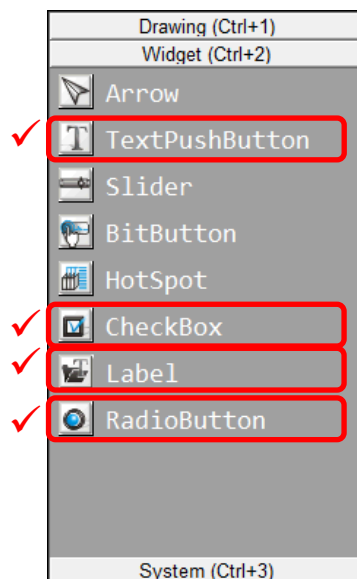 Drawing (Ctrl+1)
Widget (Ctrl+2)
Arrow
TextPushButton
Slider
BitButton
HotSpot
CheckBox
Label
RadioButton
System (Ctrl+3)